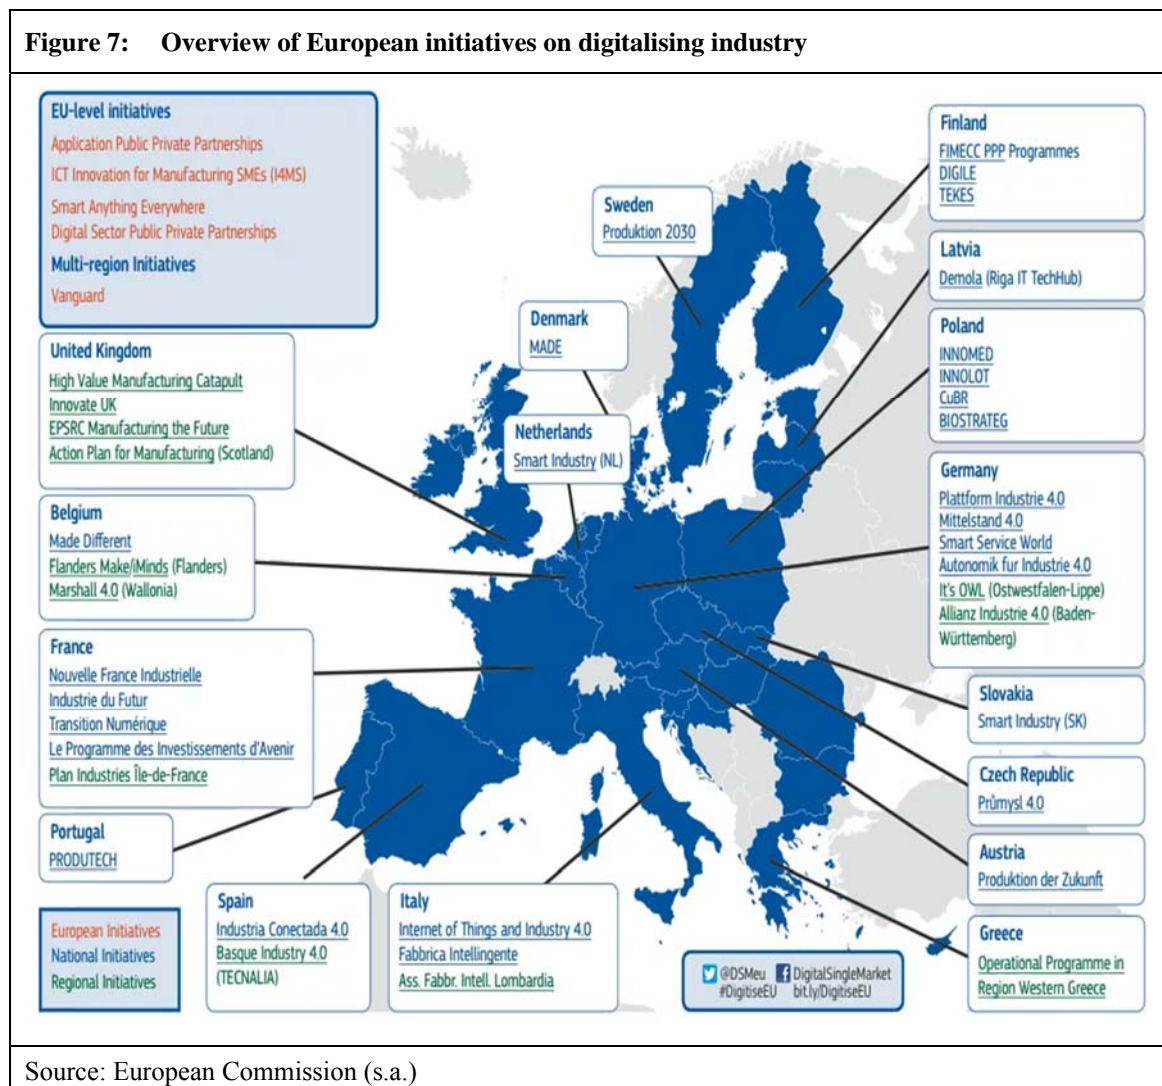 Figure 7: Overview of European initiatives on digitalising industry
EU-level initiatives
Application Public Private Partnerships
ICT Innovation for Manufacturing SMEs (I4MS)
Smart Anything Everywhere
Digital Sector Public Private Partnerships
Multi-region Initiatives
Vanguard
Finland
FIMECC PPP Programmes
DIGILE
TEKES
Sweden
Produktion 2030
Latvia
Demola (Riga IT TechHub)
Denmark
MADE
Poland
INNOMED
INNOLOT
CuBR
BIOSTRATEG
United Kingdom
High Value Manufacturing Catapult
Innovate UK
EPSRC Manufacturing the Future
Action Plan for Manufacturing (Scotland)
Netherlands
Smart Industry (NL)
Germany
Plattform Industrie 4.0
Mittelstand 4.0
Smart Service World
Autonomik fur Industrie 4.0
It's OWL (Ostwestfalen-Lippe)
Allianz Industrie 4.0 (Baden-
Württemberg)
Belgium
Made Different
Flanders Make/iMinds (Flanders)
Marshall 4.0 (Wallonia)
France
Nouvelle France Industrielle
Industrie du Futur
Transition Numérique
Le Programme des Investissements d'Avenir
Plan Industries Île-de-France
Slovakia
Smart Industry (SK)
Czech Republic
Průmysl 4.0
Portugal
PRODUTECH
Austria
Produktion der Zukunft
Spain
Industria Conectada 4.0
Basque Industry 4.0
(TECNALIA)
Italy
Internet of Things and Industry 4.0
Fabbrica Intellingente
Ass. Fabbr. Intell. Lombardia
Greece
Operational Programme in
Region Western Greece
European Initiatives
National Initiatives
Regional Initiatives
@DSMeu DigitalSingleMarket
#DigitiseEU bit.ly/DigitiseEU
Source: European Commission (s.a.)